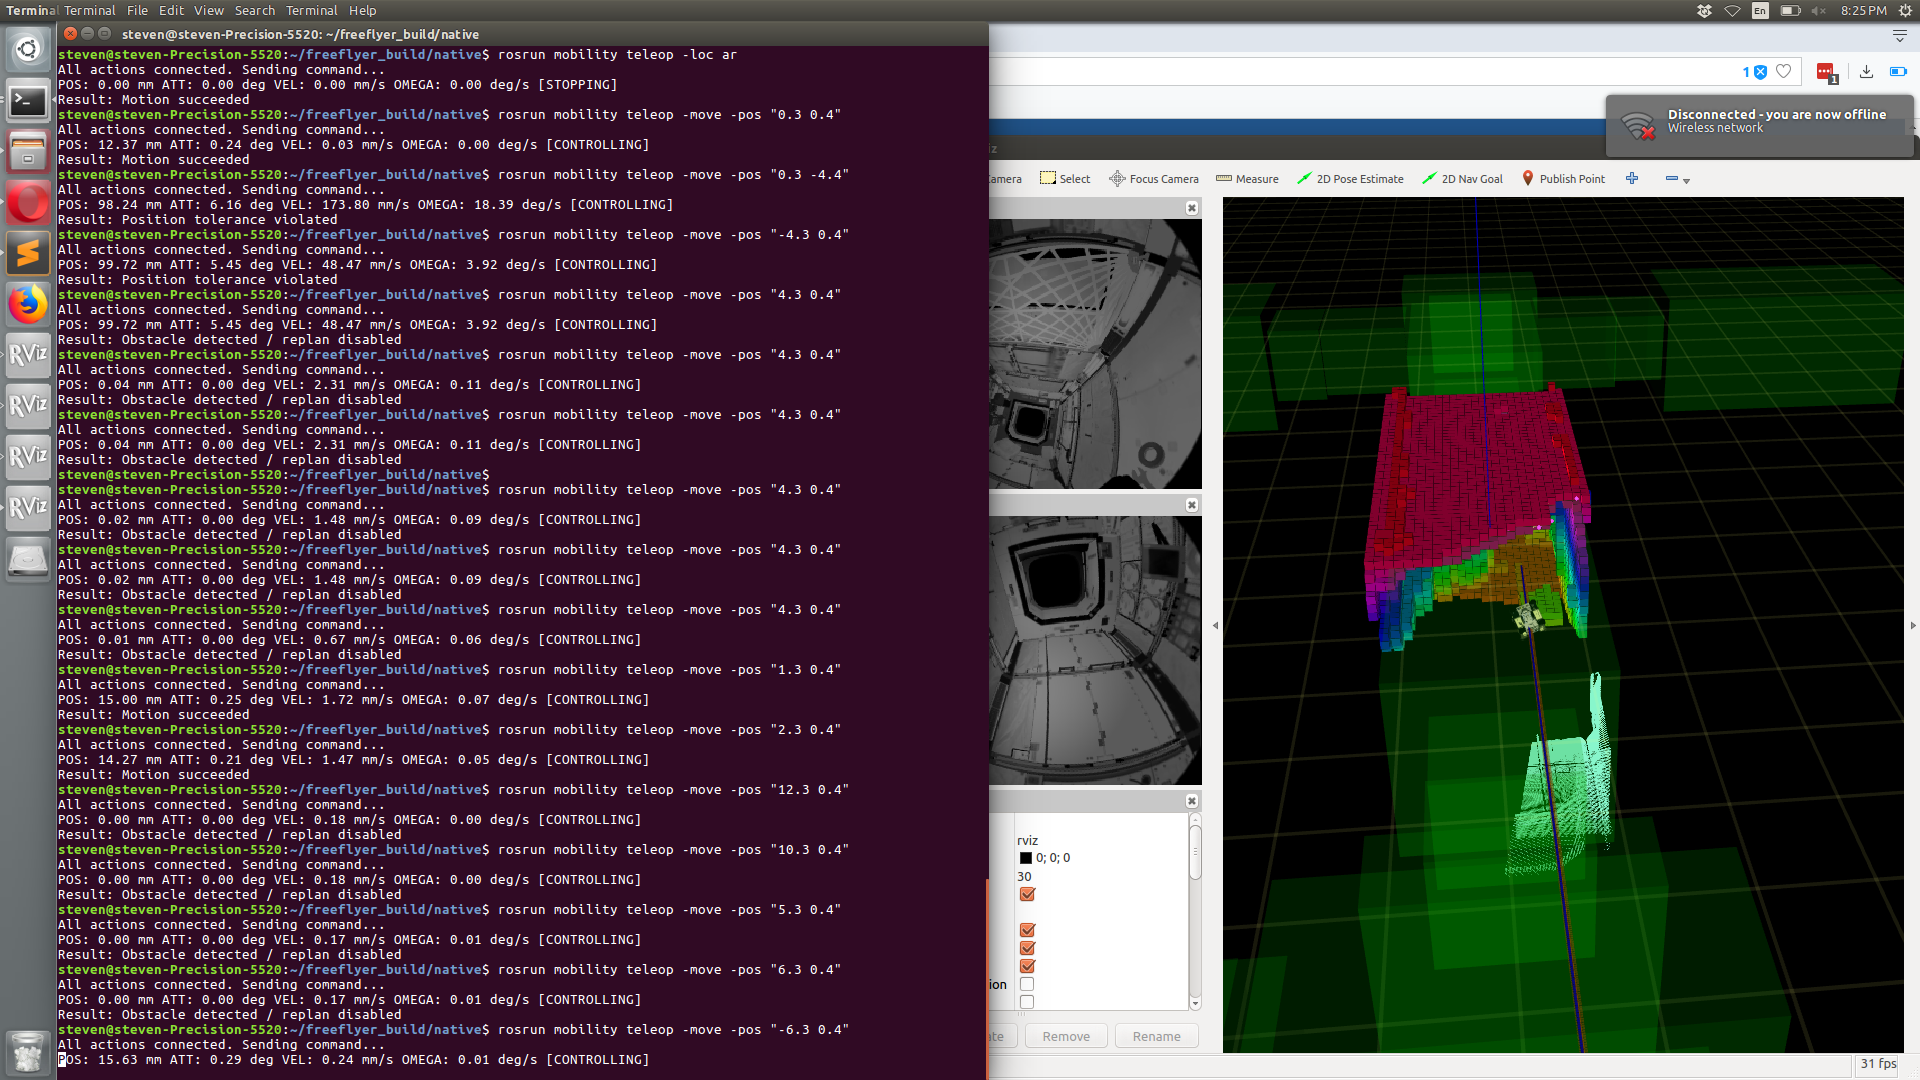 Terminal Terminal File Edit View Search Terminal Help
En 8:25 PM
steven@steven-Precision-5520: ~/freeflyer_build/native
steven@steven-Precision-5520:~/freeflyer_build/native$ rosrun mobility teleop -loc ar
All actions connected. Sending command...
POS: 0.00 mm ATT: 0.00 deg VEL: 0.00 mm/s OMEGA: 0.00 deg/s [STOPPING]
Result: Motion succeeded
steven@steven-Precision-5520:~/freeflyer_build/native$ rosrun mobility teleop -move -pos "0.3 0.4"
All actions connected. Sending command...
POS: 12.37 mm ATT: 0.24 deg VEL: 0.03 mm/s OMEGA: 0.00 deg/s [CONTROLLING]
Result: Motion succeeded
steven@steven-Precision-5520:~/freeflyer_build/native$ rosrun mobility teleop -move -pos "0.3 -4.4"
All actions connected. Sending command...
POS: 98.24 mm ATT: 6.16 deg VEL: 173.80 mm/s OMEGA: 18.39 deg/s [CONTROLLING]
Result: Position tolerance violated
steven@steven-Precision-5520:~/freeflyer_build/native$ rosrun mobility teleop -move -pos "-4.3 0.4"
All actions connected. Sending command...
POS: 99.72 mm ATT: 5.45 deg VEL: 48.47 mm/s OMEGA: 3.92 deg/s [CONTROLLING]
Result: Position tolerance violated
steven@steven-Precision-5520:~/freeflyer_build/native$ rosrun mobility teleop -move -pos "4.3 0.4"
All actions connected. Sending command...
POS: 99.72 mm ATT: 5.45 deg VEL: 48.47 mm/s OMEGA: 3.92 deg/s [CONTROLLING]
Result: Obstacle detected / replan disabled
steven@steven-Precision-5520:~/freeflyer_build/native$ rosrun mobility teleop -move -pos "4.3 0.4"
All actions connected. Sending command...
POS: 0.04 mm ATT: 0.00 deg VEL: 2.31 mm/s OMEGA: 0.11 deg/s [CONTROLLING]
Result: Obstacle detected / replan disabled
steven@steven-Precision-5520:~/freeflyer_build/native$ rosrun mobility teleop -move -pos "4.3 0.4"
All actions connected. Sending command...
POS: 0.04 mm ATT: 0.00 deg VEL: 2.31 mm/s OMEGA: 0.11 deg/s [CONTROLLING]
Result: Obstacle detected / replan disabled
steven@steven-Precision-5520:~/freeflyer_build/native$
steven@steven-Precision-5520:~/freeflyer_build/native$ rosrun mobility teleop -move -pos "4.3 0.4"
All actions connected. Sending command...
POS: 0.02 mm ATT: 0.00 deg VEL: 1.48 mm/s OMEGA: 0.09 deg/s [CONTROLLING]
Result: Obstacle detected / replan disabled
steven@steven-Precision-5520:~/freeflyer_build/native$ rosrun mobility teleop -move -pos "4.3 0.4"
All actions connected. Sending command...
POS: 0.02 mm ATT: 0.00 deg VEL: 1.48 mm/s OMEGA: 0.09 deg/s [CONTROLLING]
Result: Obstacle detected / replan disabled
steven@steven-Precision-5520:~/freeflyer_build/native$ rosrun mobility teleop -move -pos "4.3 0.4"
All actions connected. Sending command...
POS: 0.01 mm ATT: 0.00 deg VEL: 0.67 mm/s OMEGA: 0.06 deg/s [CONTROLLING]
Result: Obstacle detected / replan disabled
steven@steven-Precision-5520:~/freeflyer_build/native$ rosrun mobility teleop -move -pos "1.3 0.4"
All actions connected. Sending command...
POS: 15.00 mm ATT: 0.25 deg VEL: 1.72 mm/s OMEGA: 0.07 deg/s [CONTROLLING]
Result: Motion succeeded
steven@steven-Precision-5520:~/freeflyer_build/native$ rosrun mobility teleop -move -pos "2.3 0.4"
All actions connected. Sending command...
POS: 14.27 mm ATT: 0.21 deg VEL: 1.47 mm/s OMEGA: 0.05 deg/s [CONTROLLING]
Result: Motion succeeded
steven@steven-Precision-5520:~/freeflyer_build/native$ rosrun mobility teleop -move -pos "12.3 0.4"
All actions connected. Sending command...
POS: 0.00 mm ATT: 0.00 deg VEL: 0.18 mm/s OMEGA: 0.00 deg/s [CONTROLLING]
Result: Obstacle detected / replan disabled
steven@steven-Precision-5520:~/freeflyer_build/native$ rosrun mobility teleop -move -pos "10.3 0.4"
All actions connected. Sending command...
POS: 0.00 mm ATT: 0.00 deg VEL: 0.18 mm/s OMEGA: 0.00 deg/s [CONTROLLING]
Result: Obstacle detected / replan disabled
steven@steven-Precision-5520:~/freeflyer_build/native$ rosrun mobility teleop -move -pos "5.3 0.4"
All actions connected. Sending command...
POS: 0.00 mm ATT: 0.00 deg VEL: 0.17 mm/s OMEGA: 0.01 deg/s [CONTROLLING]
Result: Obstacle detected / replan disabled
steven@steven-Precision-5520:~/freeflyer_build/native$ rosrun mobility teleop -move -pos "6.3 0.4"
All actions connected. Sending command...
POS: 0.00 mm ATT: 0.00 deg VEL: 0.17 mm/s OMEGA: 0.01 deg/s [CONTROLLING]
Result: Obstacle detected / replan disabled
steven@steven-Precision-5520:~/freeflyer_build/native$ rosrun mobility teleop -move -pos "-6.3 0.4"
All actions connected. Sending command...
POS: 15.63 mm ATT: 0.29 deg VEL: 0.24 mm/s OMEGA: 0.01 deg/s [CONTROLLING]
RViz
RViz
RViz
RViz
1
1
Disconnected - you are now offline
Wireless network
iz
amera Select Focus Camera Measure 2D Pose Estimate 2D Nav Goal Publish Point
rviz
0; 0; 0
30
ion
ate Remove Rename
31 fps